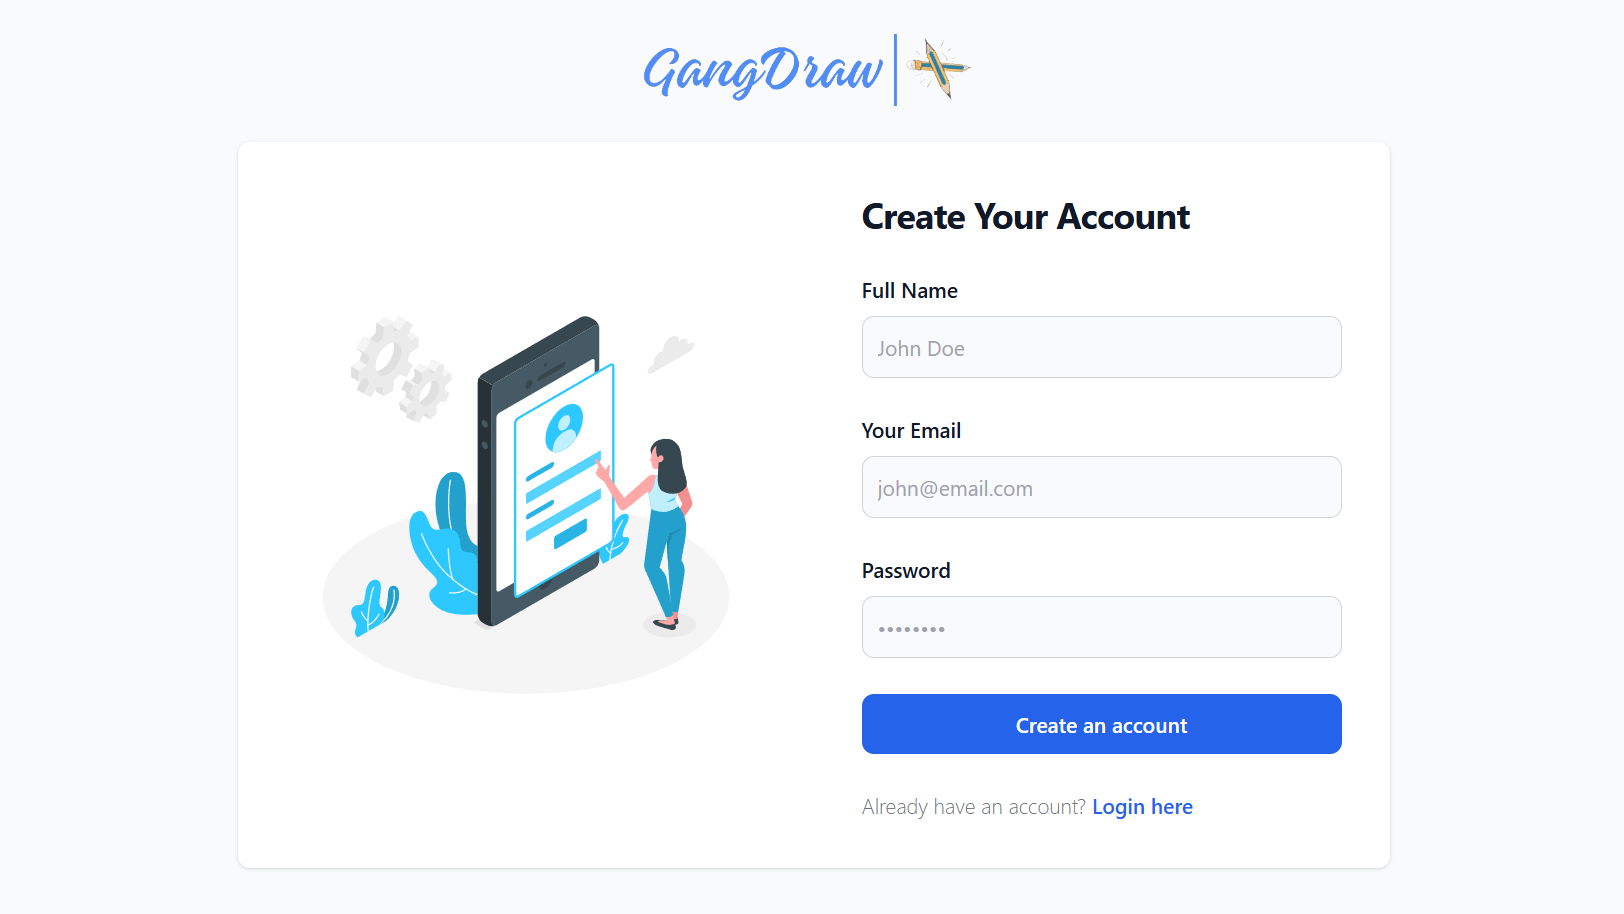 GangDraw
Create Your Account
Full Name
John Doe
Your Email
john@email.com
Password
••••••••
Create an account
Already have an account? Login here